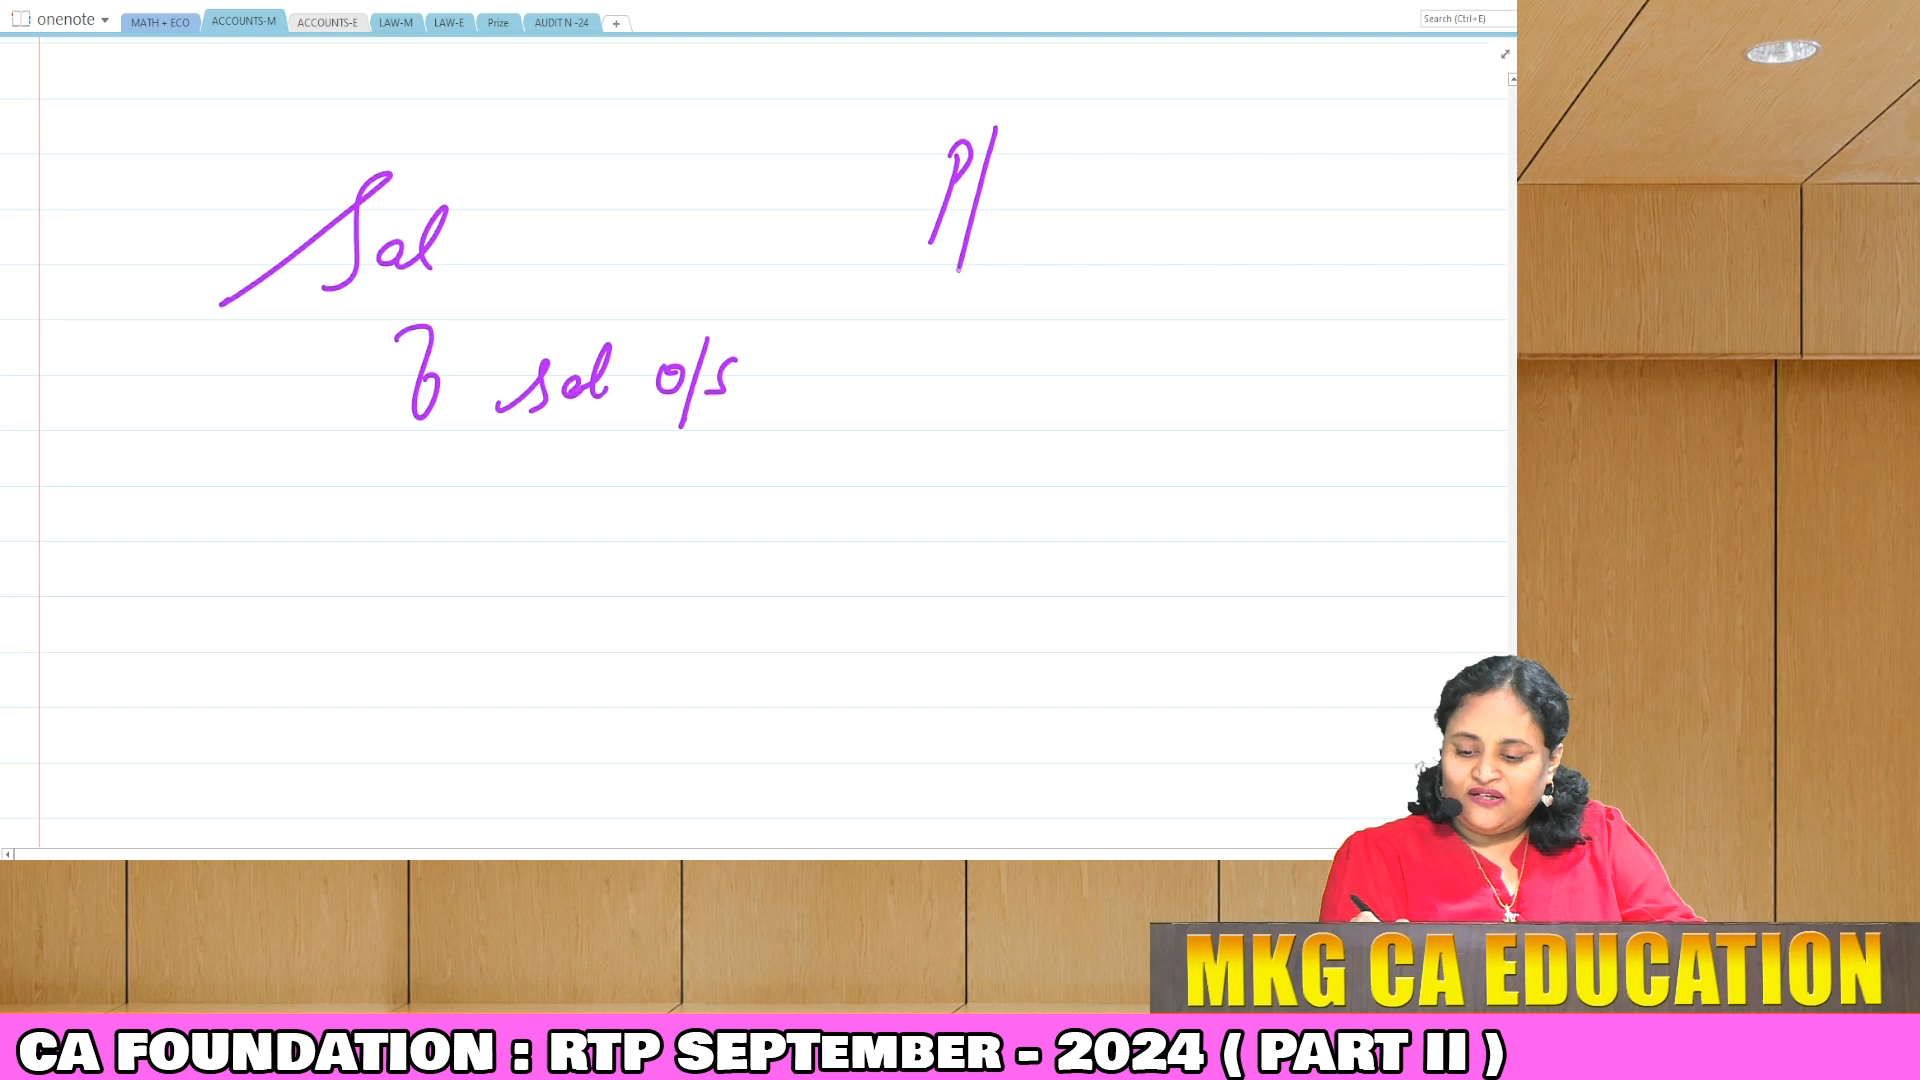 onenote MATH + ECO ACCOUNTS-M ACCOUNTS-E LAW-M LAW-E Prize AUDIT N -24 +
Search (Ctrl+E)
Sal
P/
To sal o/s
MKG CA EDUCATION
CA FOUNDATION : RTP SEPTEMBER - 2024 ( PART II )